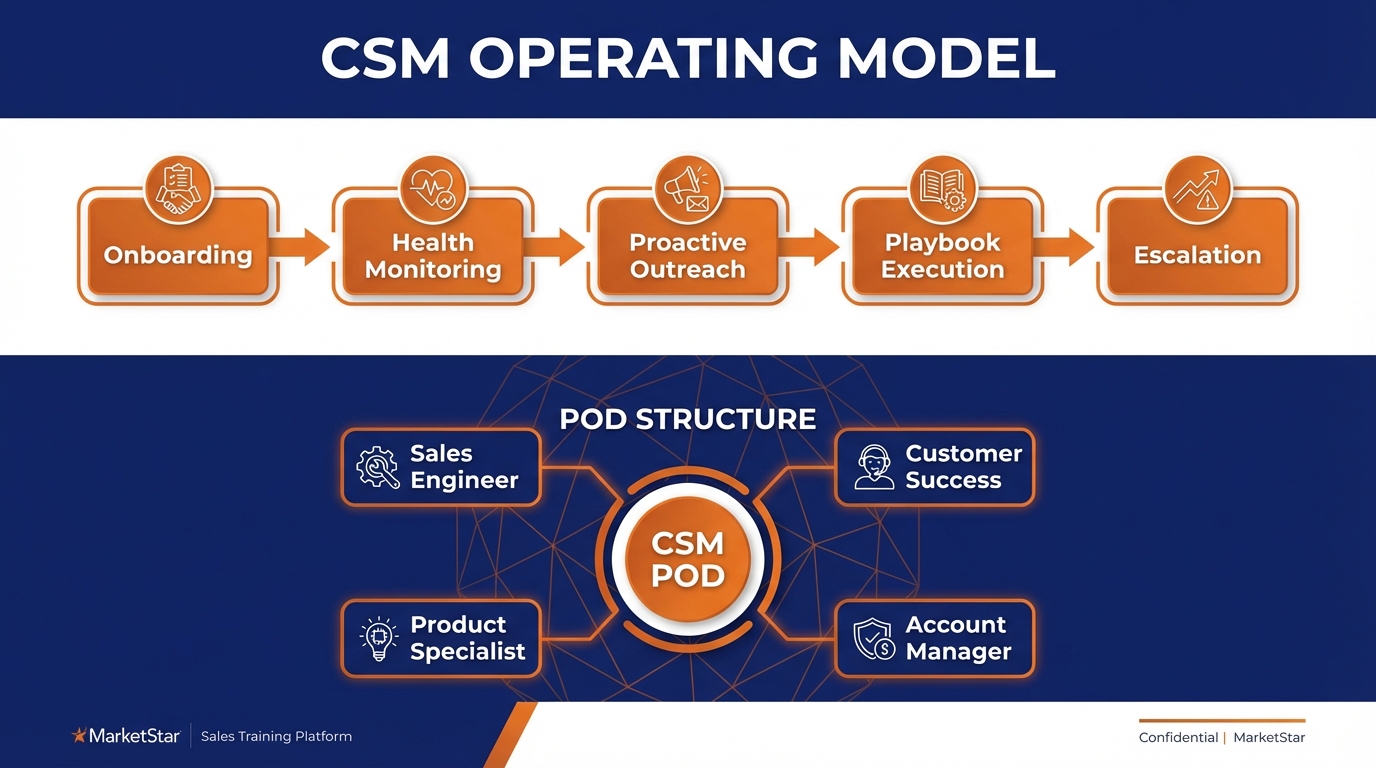 CSM OPERATING MODEL
Onboarding
Health
Monitoring
Proactive
Outreach
Playbook
Execution
Escalation
POD STRUCTURE
Sales
Engineer
Customer
Success
CSM
POD
Product
Specialist
Account
Manager
MarketStar | Sales Training Platform
Confidential | MarketStar